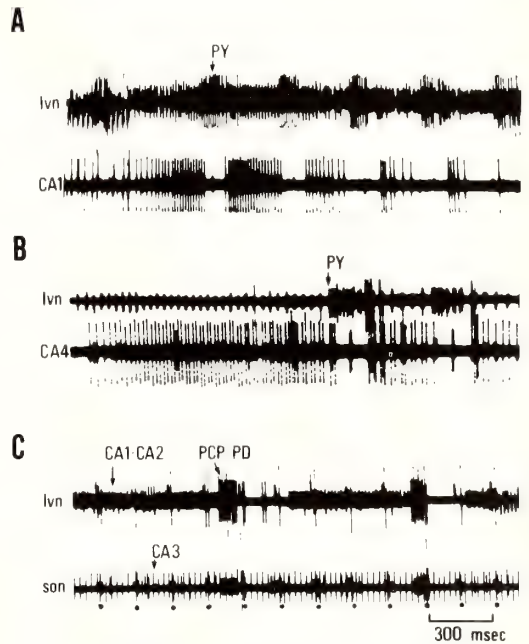 A
PY
lvn
CA1
B
PY
lvn
CA4
C
CA1-CA2 PCP PD
lvn
CA3
son
300 msec